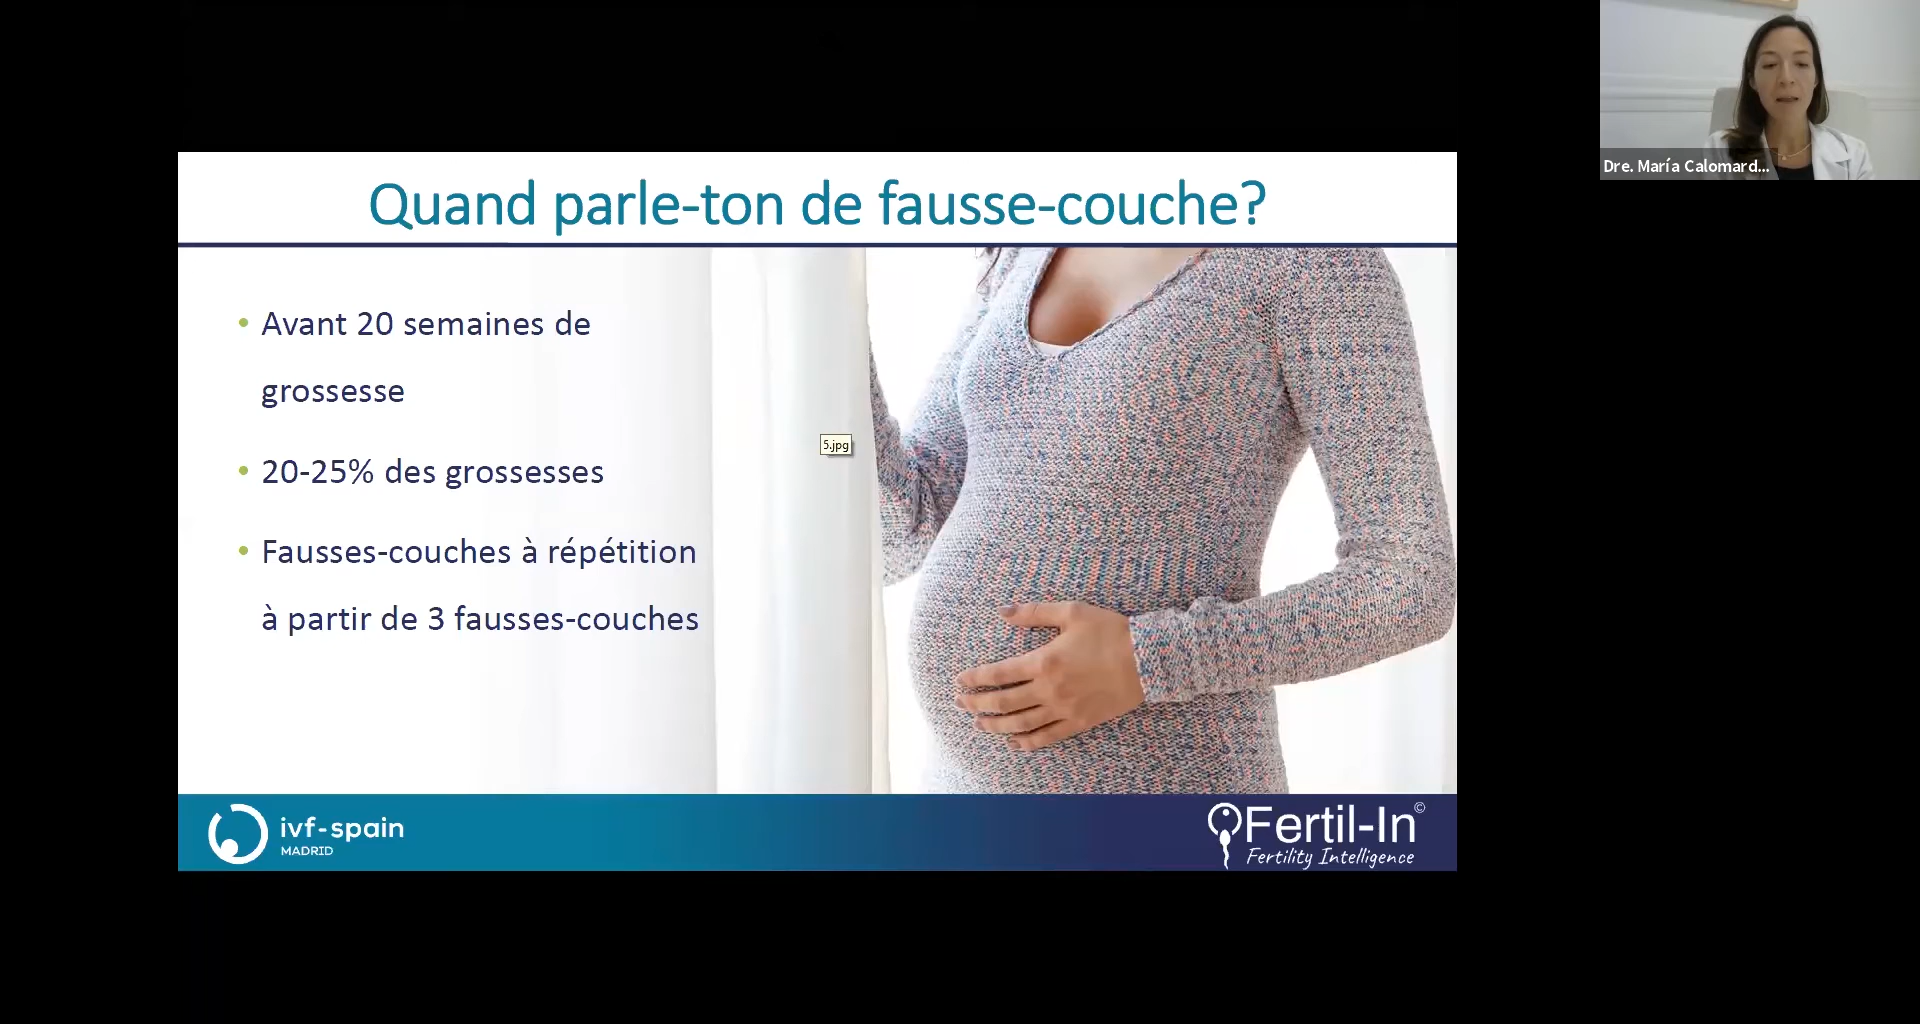 Quand parle-ton de fausse-couche?
• Avant 20 semaines de
grossesse
• 20-25% des grossesses
• Fausses-couches à répétition
à partir de 3 fausses-couches
5.jpg
ivf-spain
MADRID
Fertil-In©
Fertility Intelligence
Dre. María Calomard...